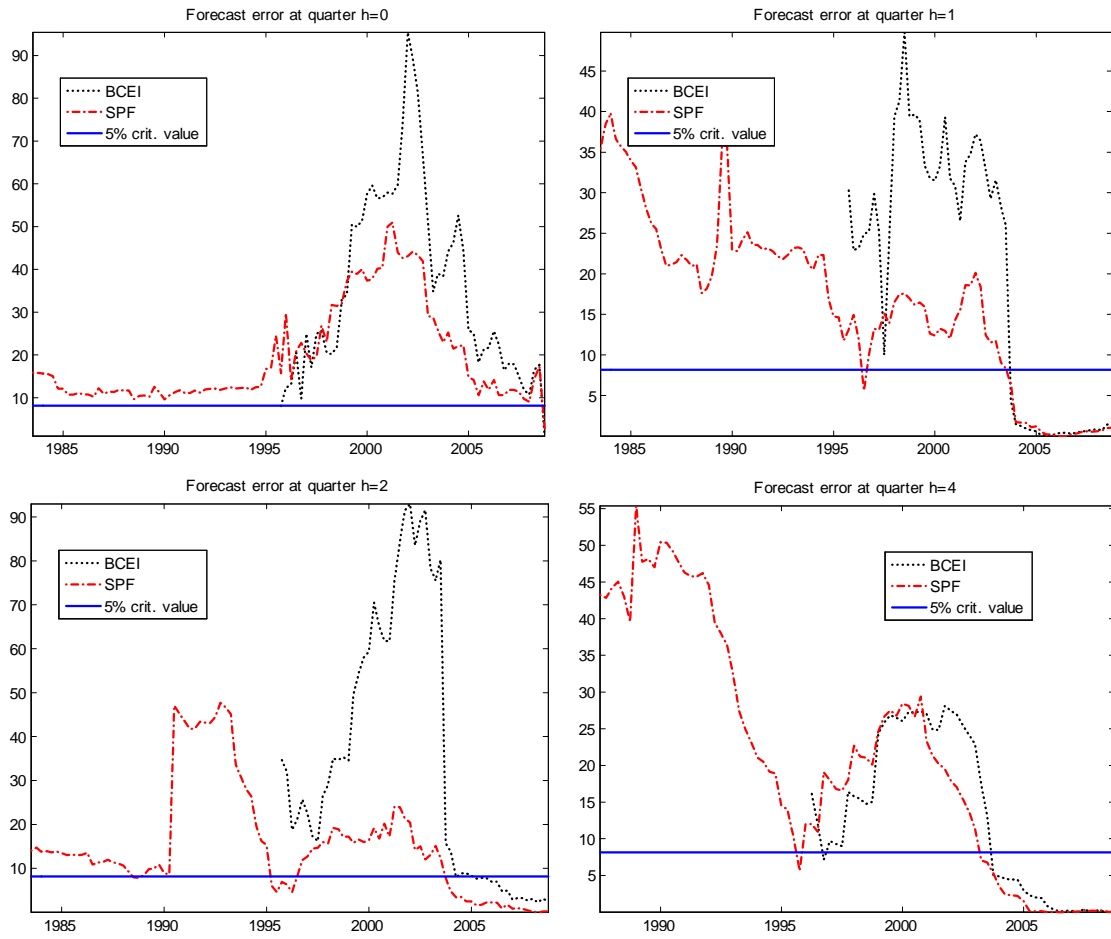 Forecast error at quarter h=0
90
80
70
60
50
40
30
20
10
1985 1990 1995 2000 2005
BCEI
SPF
5% crit. value
Forecast error at quarter h=1
45
40
35
30
25
20
15
10
5
1985 1990 1995 2000 2005
BCEI
SPF
5% crit. value
Forecast error at quarter h=2
90
80
70
60
50
40
30
20
10
1985 1990 1995 2000 2005
BCEI
SPF
5% crit. value
Forecast error at quarter h=4
55
50
45
40
35
30
25
20
15
10
5
1990 1995 2000 2005
BCEI
SPF
5% crit. value